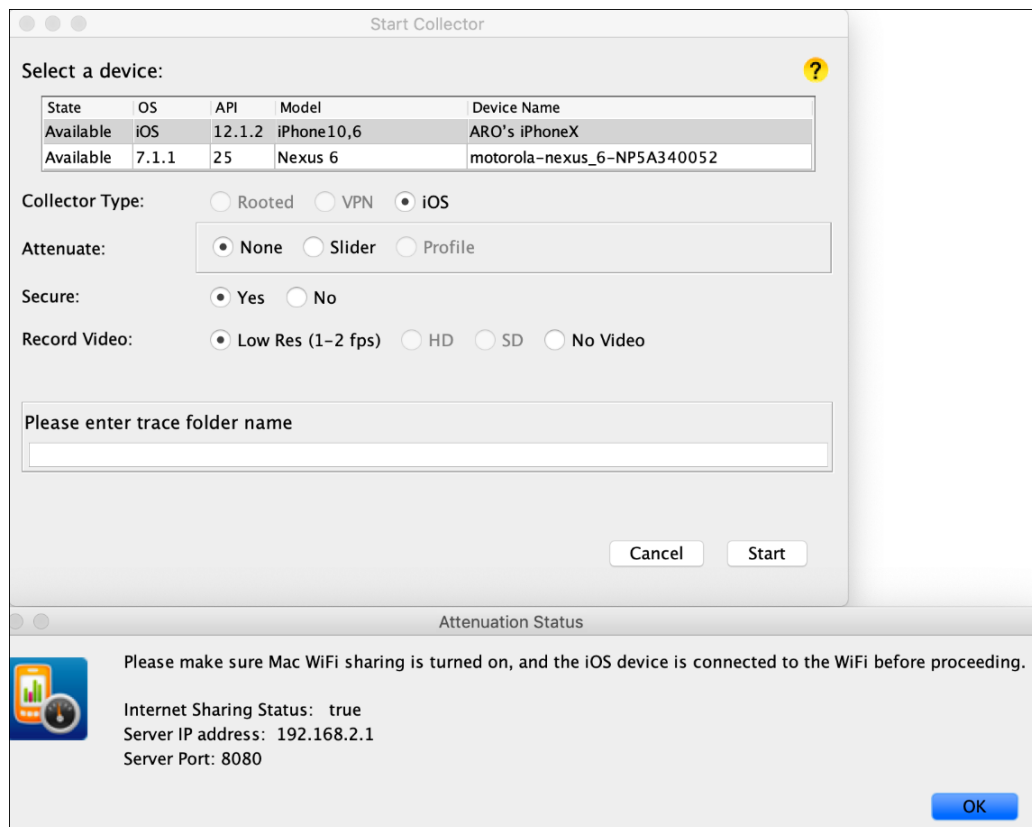 Start Collector
Select a device:
?
State OS API Model Device Name
Available iOS 12.1.2 iPhone10,6 ARO's iPhoneX
Available 7.1.1 25 Nexus 6 motorola-nexus_6-NP5A340052
Collector Type: Rooted VPN iOS
Attenuate: None Slider Profile
Secure: Yes No
Record Video: Low Res (1-2 fps) HD SD No Video
Please enter trace folder name
Cancel Start
Attenuation Status
Please make sure Mac WiFi sharing is turned on, and the iOS device is connected to the WiFi before proceeding.
Internet Sharing Status: true
Server IP address: 192.168.2.1
Server Port: 8080
OK